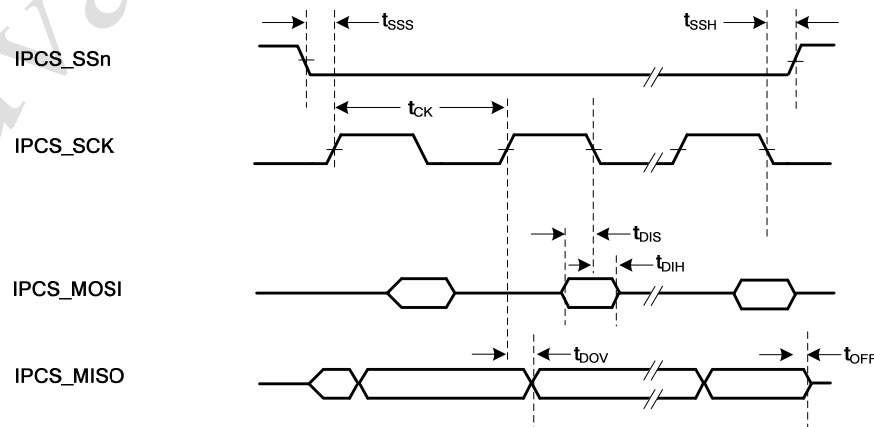 IPCS_SSn
tSSS
tSSH
IPCS_SCK
tCK
tDIS
tDIH
IPCS_MOSI
tDOV
tOFF
IPCS_MISO